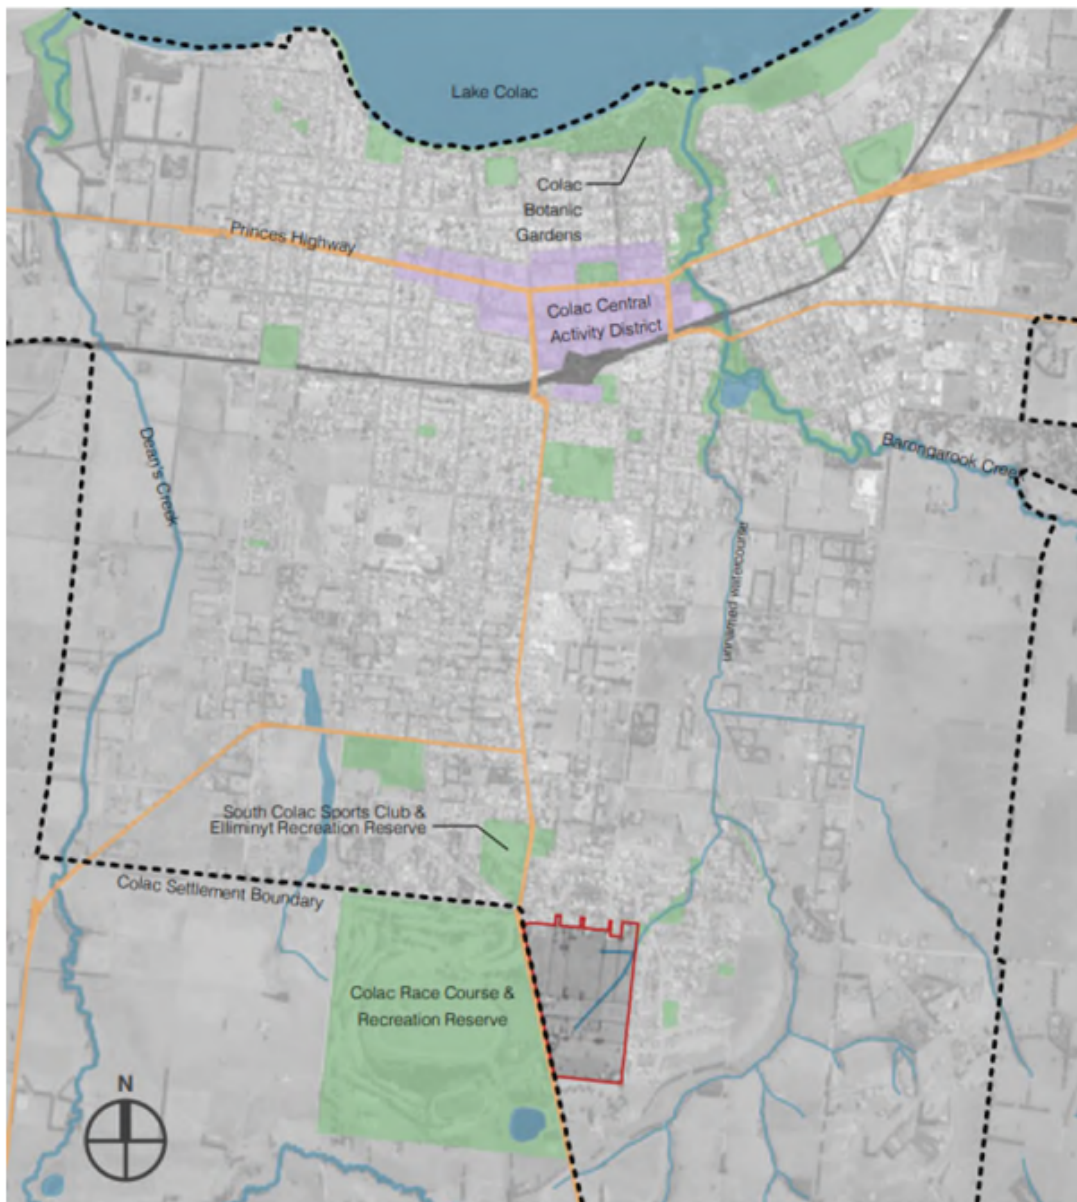 Lake Colac
Colac
Botanic
Gardens
Princes Highway
Colac Central
Activity District
Dean's Creek
Barongarook Creek
unnamed watercourse
South Colac Sports Club &
Elliminyt Recreation Reserve
Colac Settlement Boundary
Colac Race Course &
Recreation Reserve
N